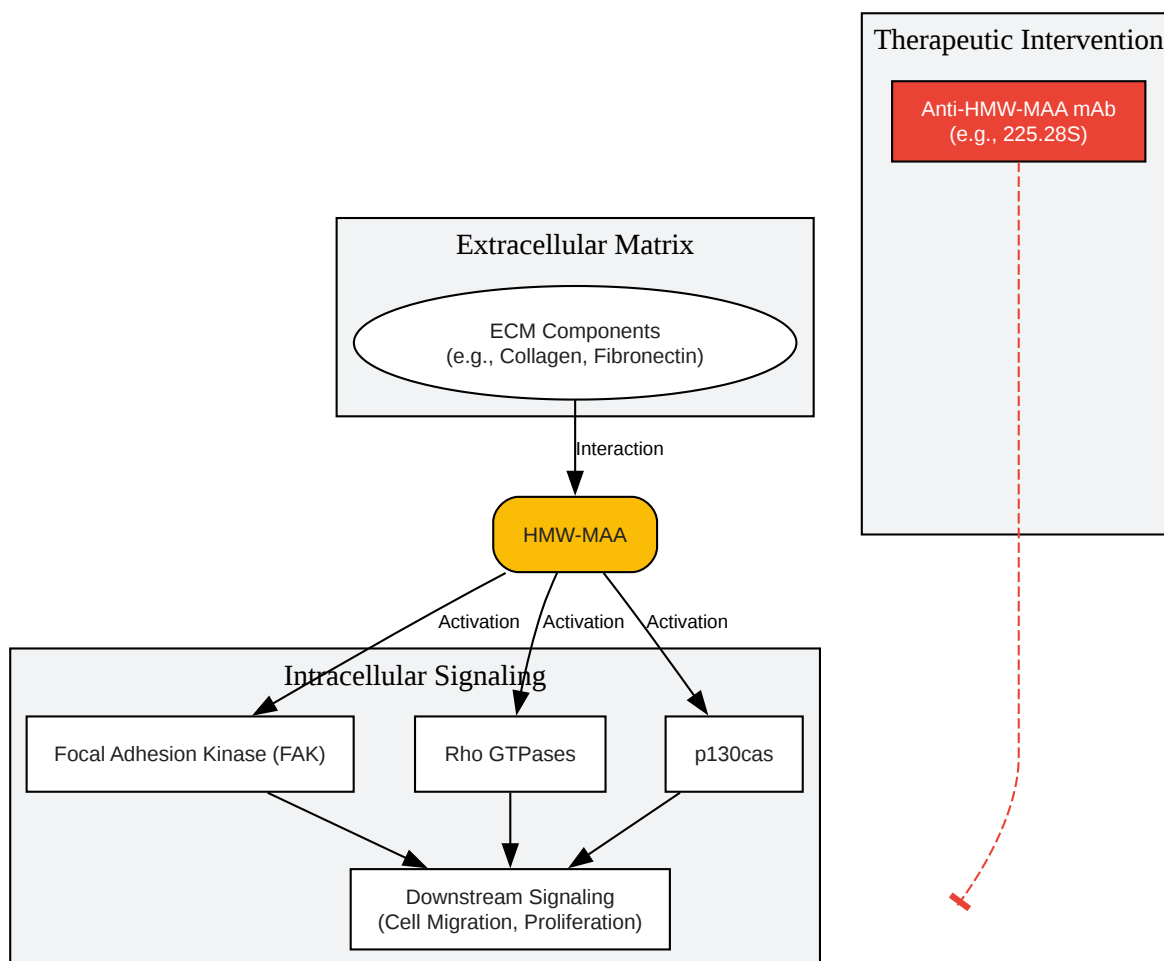 Therapeutic Intervention
Anti-HMW-MAA mAb
(e.g., 225.28S)
Extracellular Matrix
ECM Components
(e.g., Collagen, Fibronectin)
Interaction
HMW-MAA
Activation
Activation
Activation
Intracellular Signaling
Focal Adhesion Kinase (FAK)
Rho GTPases
p130cas
Downstream Signaling
(Cell Migration, Proliferation)